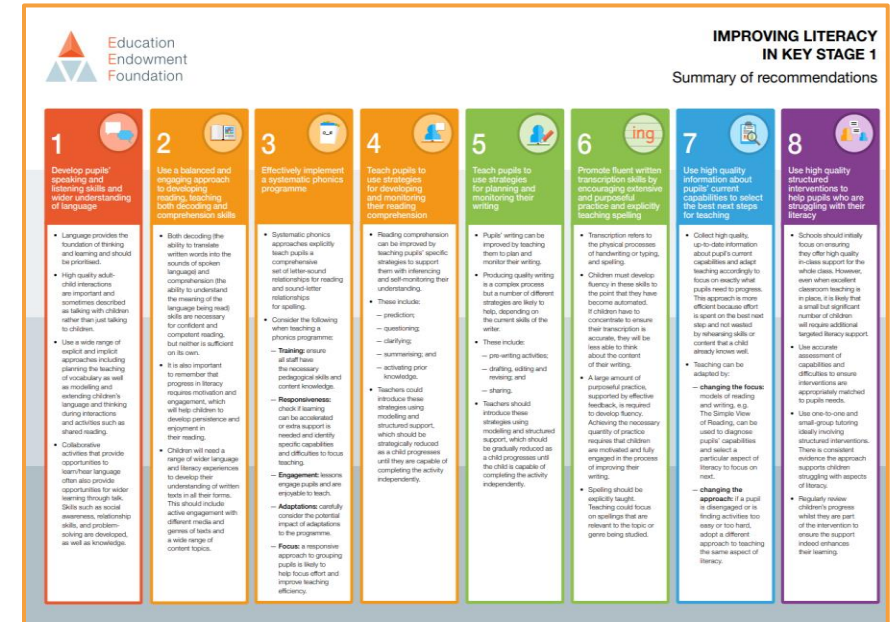 Education
Endowment
Foundation
IMPROVING LITERACY
IN KEY STAGE 1
Summary of recommendations
1
Develop pupils'
speaking and
listening skills and
wider understanding
of language
• Language provides the
foundation of thinking
and learning and should
be prioritised.
• High quality adult-
child interactions
are important and
sometimes described
as talking with children
rather than just talking
to children.
• Use a wide range of
explicit and implicit
approaches including
planning the teaching
of vocabulary as well
as modelling and
extending children's
language and thinking
during interactions
and activities such as
shared reading.
• Collaborative
activities that provide
opportunities to
learn/hear language
often also provide
opportunities for wider
learning through talk.
Skills such as social
awareness, relationship
skills, and problem-
solving are developed,
as well as knowledge.
2
Use a balanced and
engaging approach
to developing
reading, teaching
both decoding and
comprehension skills
• Both decoding (the
ability to translate
written words into the
sounds of spoken
language) and
comprehension (the
ability to understand
the meaning of the
language being read)
skills are necessary
for confident and
competent reading,
but neither is sufficient
on its own.
• It is also important
to remember that
progress in literacy
requires motivation and
engagement, which
will help children to
develop persistence and
enjoyment in
their reading.
• Children will need a
range of wider language
and literacy experiences
to develop their
understanding of written
texts in all their forms.
This should include
active engagement with
different media and
genres of texts and
a wide range of
content topics.
3
Effectively implement
a systematic phonics
programme
• Systematic phonics
approaches explicitly
teach pupils a
comprehensive
set of letter-sound
relationships for reading
and sound-letter
relationships
for spelling.
• Consider the following
when teaching a
phonics programme:
— Training: ensure
all staff have
the necessary
pedagogical skills and
content knowledge.
— Responsiveness:
check if learning
can be accelerated
or extra support is
needed and identify
specific capabilities
and difficulties to focus
teaching.
— Engagement: lessons
engage pupils and are
enjoyable to teach.
— Adaptations: carefully
consider the potential
impact of adaptations
to the programme.
— Focus: a responsive
approach to grouping
pupils is likely to
help focus effort and
improve teaching
efficiency.
4
Teach pupils to
use strategies
for developing
and monitoring
their reading
comprehension
• Reading comprehension
can be improved by
teaching pupils' specific
strategies to support
them with inferencing
and self-monitoring their
understanding.
• These include:
— prediction;
— questioning;
— clarifying;
— summarising; and
— activating prior
knowledge.
• Teachers could
introduce these
strategies using
modelling and
structured support,
which should be
strategically reduced
as a child progresses
until they are capable of
completing the activity
independently.
5
Teach pupils to
use strategies
for planning and
monitoring their
writing
• Pupils' writing can be
improved by teaching
them to plan and
monitor their writing.
• Producing quality writing
is a complex process
but a number of different
strategies are likely to
help, depending on
the current skills of the
writer.
• These include:
— pre-writing activities;
— drafting, editing and
revising; and
— sharing.
• Teachers should
introduce these
strategies using
modelling and structured
support, which should
be gradually reduced as
a child progresses until
the child is capable of
completing the activity
independently.
6
ing
Promote fluent written
transcription skills by
encouraging extensive
and purposeful
practice and explicitly
teaching spelling
• Transcription refers to
the physical processes
of handwriting or typing,
and spelling.
• Children must develop
fluency in these skills to
the point that they have
become automated.
If children have to
concentrate to ensure
their transcription is
accurate, they will be
less able to think
about the content
of their writing.
• A large amount of
purposeful practice,
supported by effective
feedback, is required
to develop fluency.
Achieving the necessary
quantity of practice
requires that children
are motivated and fully
engaged in the process
of improving their
writing.
• Spelling should be
explicitly taught.
Teaching could focus
on spellings that are
relevant to the topic or
genre being studied.
7
Use high quality
information about
pupils' current
capabilities to select
the best next steps
for teaching
• Collect high quality,
up-to-date information
about pupil's current
capabilities and adapt
teaching accordingly to
focus on exactly what
pupils need to progress.
This approach is more
efficient because effort
is spent on the best next
step and not wasted
by rehearsing skills or
content that a child
already knows well.
• Teaching can be
adapted by:
— changing the focus:
models of reading
and writing, e.g.
The Simple View
of Reading, can be
used to diagnose
pupils' capabilities
and select a
particular aspect of
literacy to focus on
next.
— changing the
approach: if a pupil
is disengaged or is
finding activities too
easy or too hard,
adopt a different
approach to teaching
the same aspect of
literacy.
8
Use high quality
structured
interventions to
help pupils who are
struggling with their
literacy
• Schools should initially
focus on ensuring
they offer high quality
in-class support for the
whole class. However,
even when excellent
classroom teaching is
in place, it is likely that
a small but significant
number of children
will require additional
targeted literacy support.
• Use accurate
assessment of
capabilities and
difficulties to ensure
interventions are
appropriately matched
to pupils needs.
• Use one-to-one and
small-group tutoring
ideally involving
structured interventions.
There is consistent
evidence the approach
supports children
struggling with aspects
of literacy.
• Regularly review
children's progress
whilst they are part
of the intervention to
ensure the support
indeed enhances
their learning.